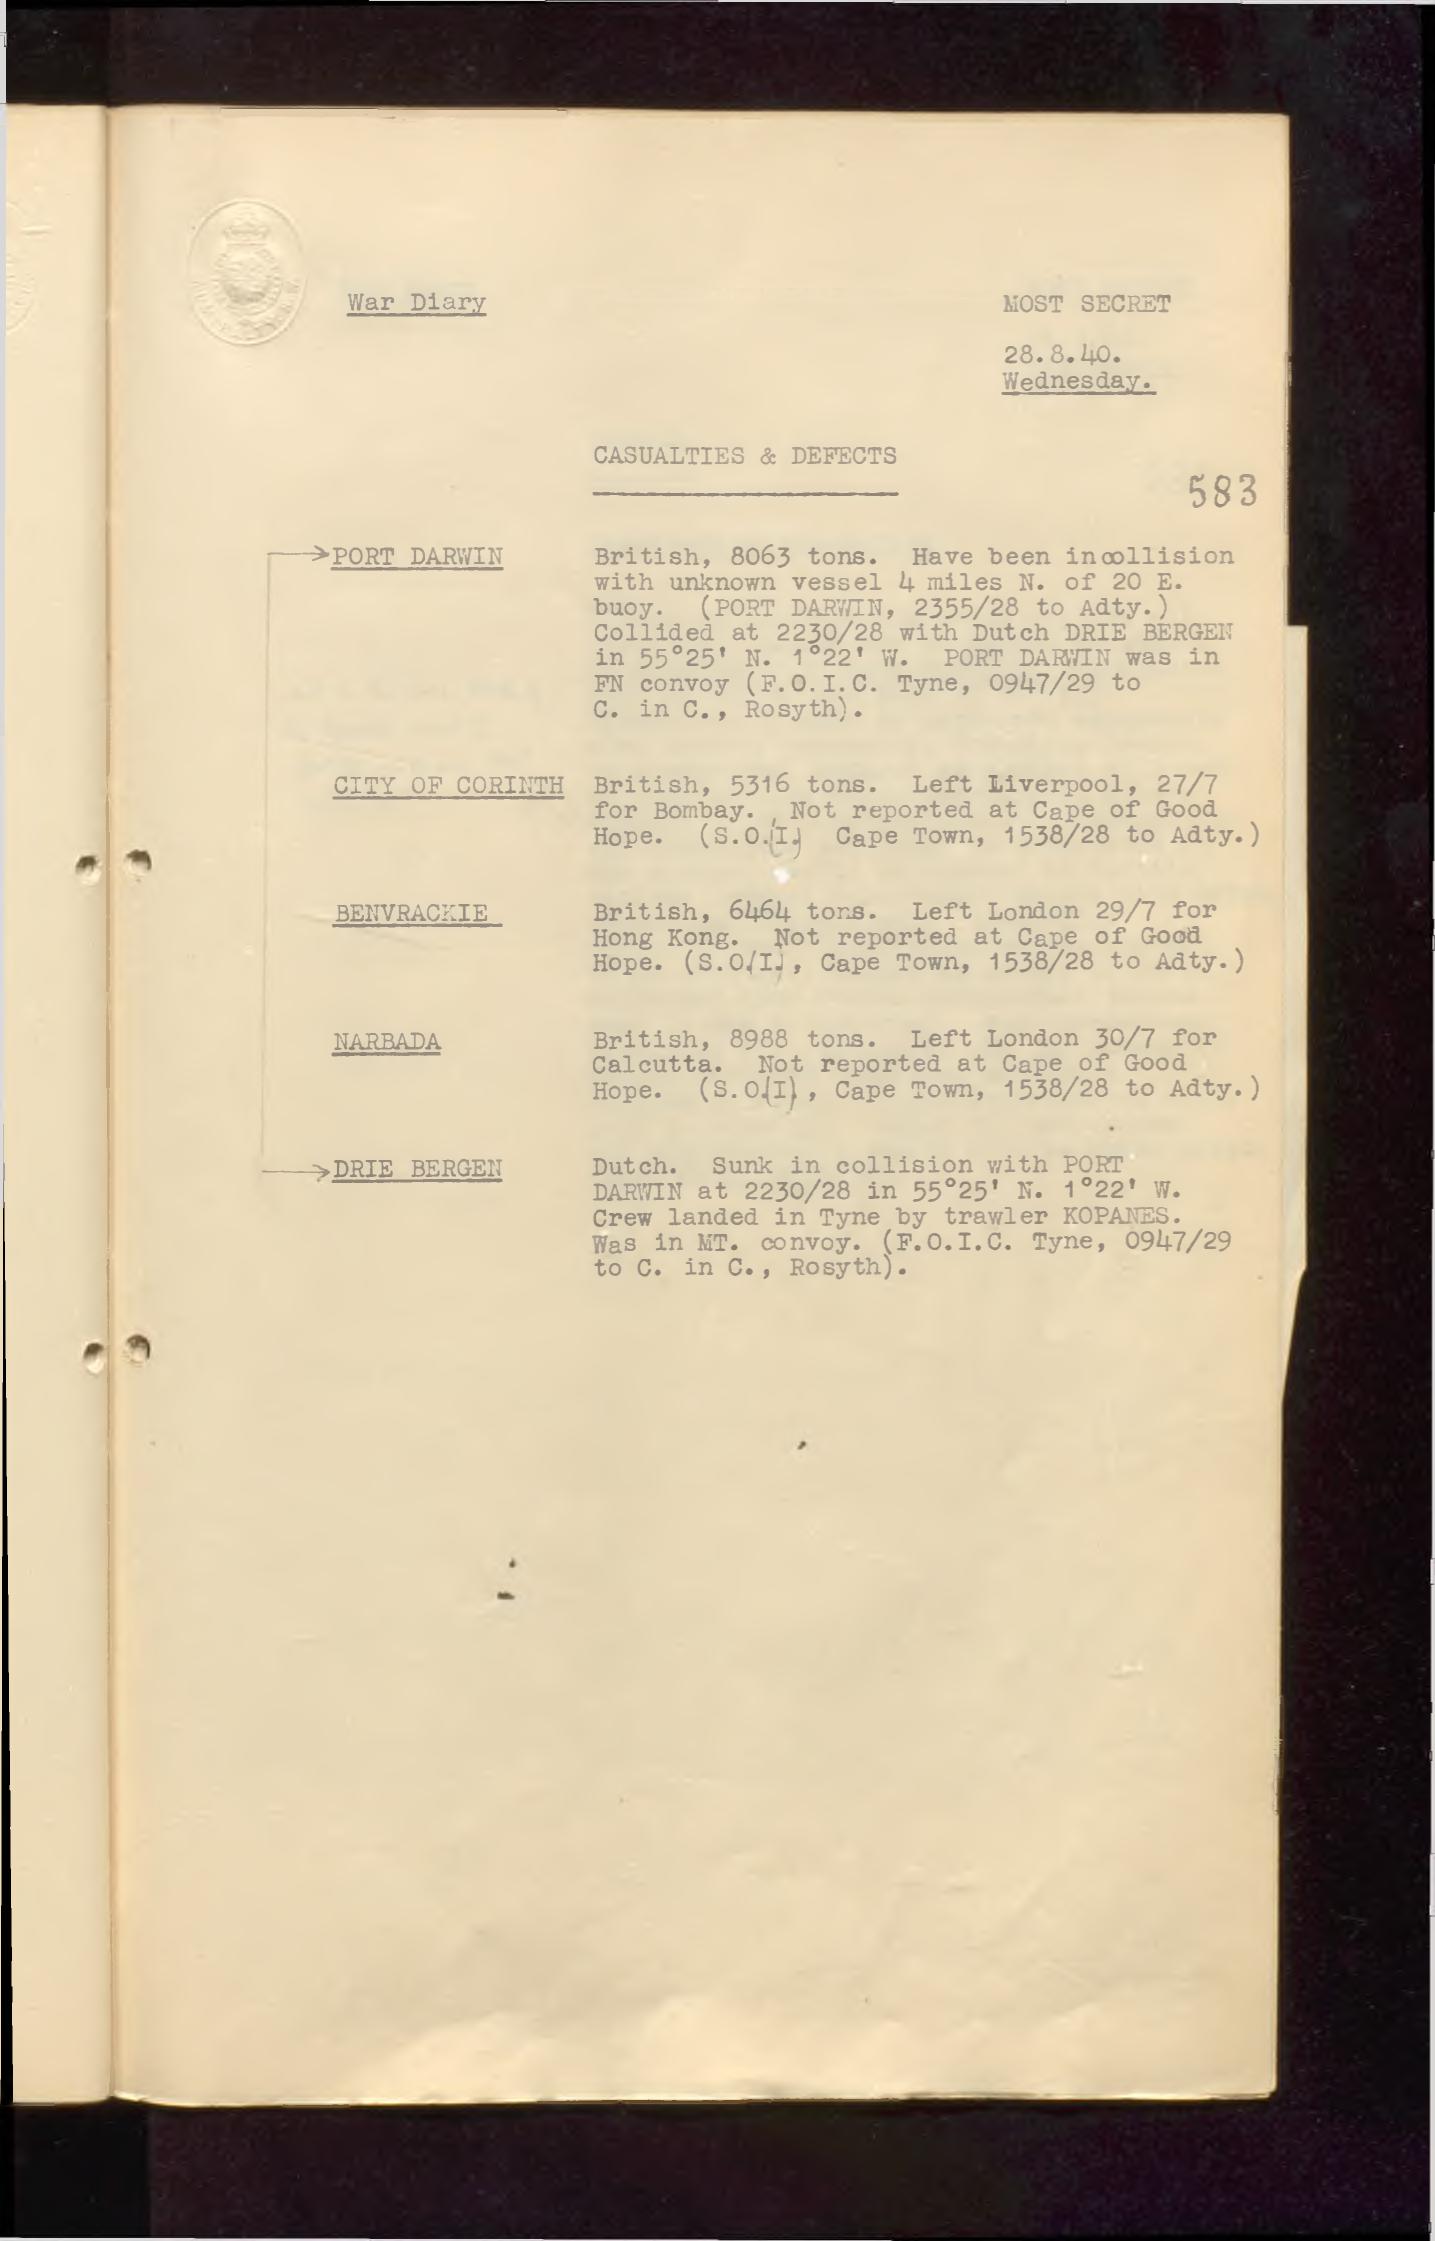 War Diary
MOST SECRET
28.8.40.
Wednesday.
CASUALTIES & DEFECTS
583
PORT DARWIN
British, 8063 tons. Have been incollision
with unknown vessel 4 miles N. of 20 E.
buoy. (PORT DARWIN, 2355/28 to Adty.)
Collided at 2230/28 with Dutch DRIE BERGEN
in 55°25' N. 1°22' W. PORT DARWIN was in
FN convoy (F.O.I.C. Tyne, 0947/29 to
C. in C., Rosyth).
CITY OF CORINTH
British, 5316 tons. Left Liverpool, 27/7
for Bombay. Not reported at Cape of Good
Hope. (S.O.(I) Cape Town, 1538/28 to Adty.)
BENVRACKIE
British, 6464 tons. Left London 29/7 for
Hong Kong. Not reported at Cape of Good
Hope. (S.O(I), Cape Town, 1538/28 to Adty.)
NARBADA
British, 8988 tons. Left London 30/7 for
Calcutta. Not reported at Cape of Good
Hope. (S.O.(I), Cape Town, 1538/28 to Adty.)
DRIE BERGEN
Dutch. Sunk in collision with PORT
DARWIN at 2230/28 in 55°25' N. 1°22' W.
Crew landed in Tyne by trawler KOPANES.
Was in MT. convoy. (F.O.I.C. Tyne, 0947/29
to C. in C., Rosyth).